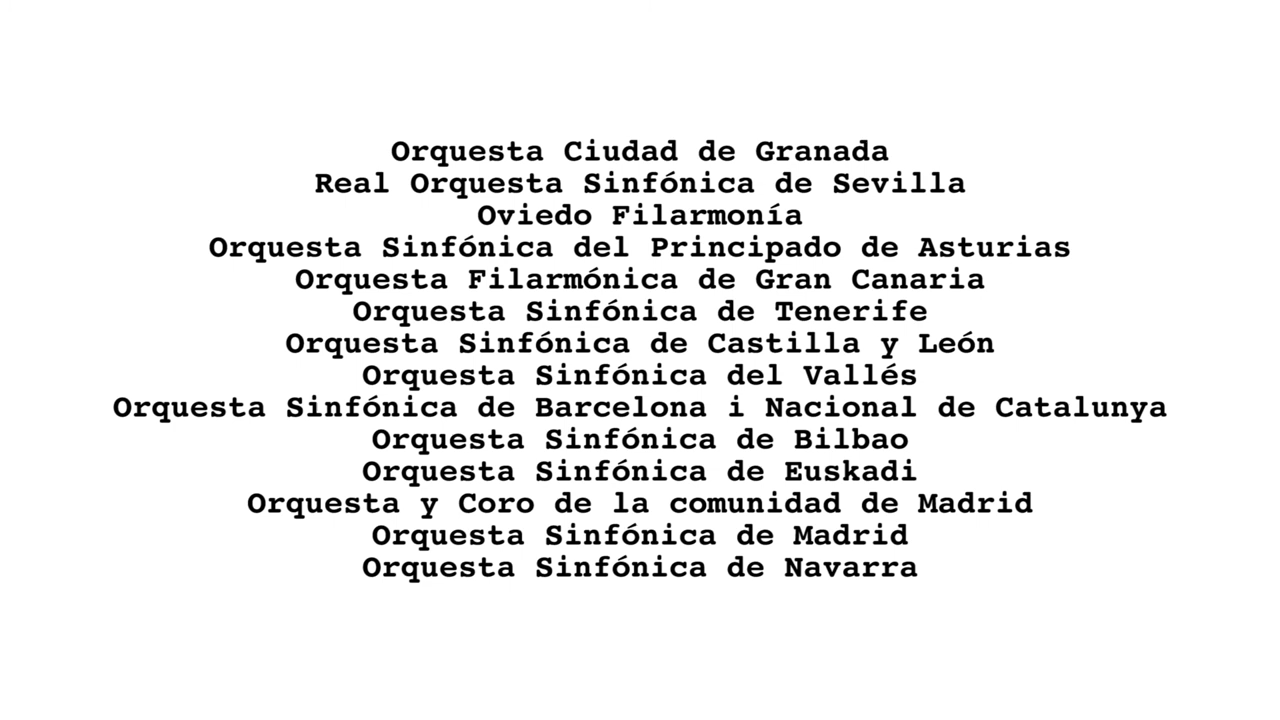 Orquesta Ciudad de Granada
Real Orquesta Sinfónica de Sevilla
Oviedo Filarmonía
Orquesta Sinfónica del Principado de Asturias
Orquesta Filarmónica de Gran Canaria
Orquesta Sinfónica de Tenerife
Orquesta Sinfónica de Castilla y León
Orquesta Sinfónica del Vallés
Orquesta Sinfónica de Barcelona i Nacional de Catalunya
Orquesta Sinfónica de Bilbao
Orquesta Sinfónica de Euskadi
Orquesta y Coro de la comunidad de Madrid
Orquesta Sinfónica de Madrid
Orquesta Sinfónica de Navarra